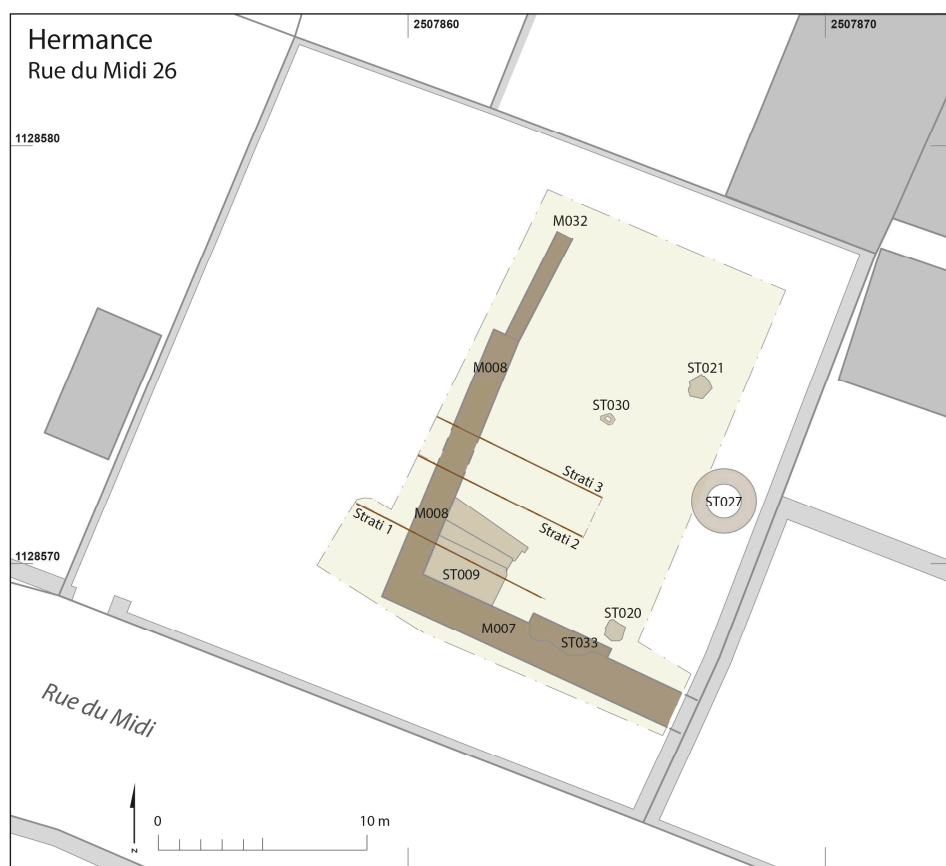 Hermance
Rue du Midi 26
2507860
2507870
1128580
M032
M008
ST021
ST030
Strati 3
ST027
Strati 2
M008
Strati 1
1128570
ST009
ST020
M007
ST033
Rue du Midi
0
10 m
N